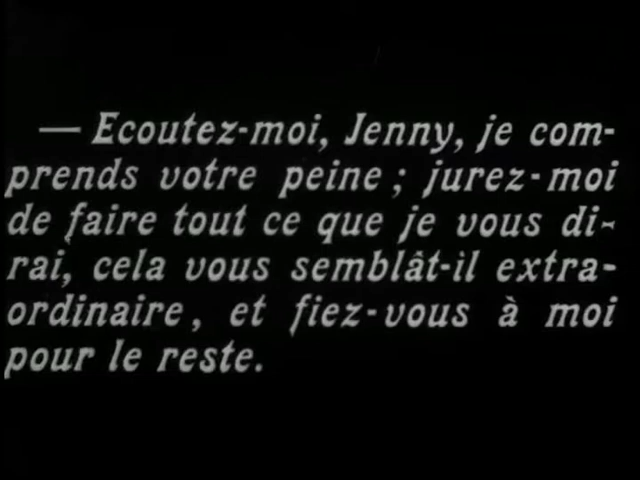 — Ecoutez-moi, Jenny, je com-
prends votre peine ; jurez-moi
de faire tout ce que je vous di-
rai, cela vous semblât-il extra-
ordinaire, et fiez-vous à moi
pour le reste.